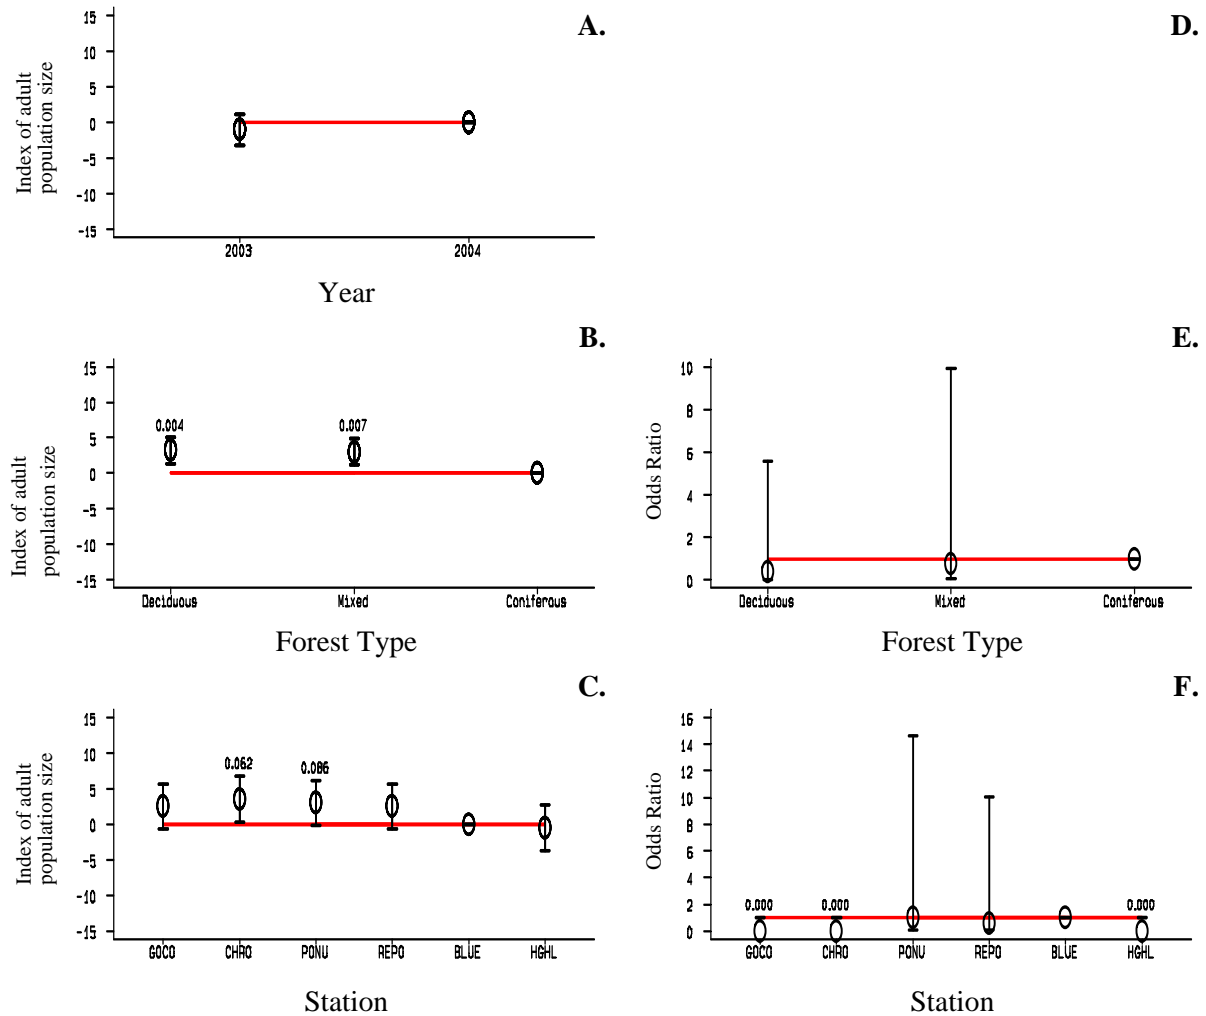 A.
Index of adult
population size
15
10
5
0
-5
-10
-15
2003
2004
Year
D.
B.
Index of adult
population size
15
10
5
0
-5
-10
-15
0.004
0.007
Deciduous
Mixed
Coniferous
Forest Type
E.
Odds Ratio
10
8
6
4
2
0
Deciduous
Mixed
Coniferous
Forest Type
C.
Index of adult
population size
15
10
5
0
-5
-10
-15
0.062
0.086
GOCO
CHRO
PONU
REPO
BLUE
HGHL
Station
F.
Odds Ratio
16
14
12
10
8
6
4
2
0
0.000
0.000
0.000
GOCO
CHRO
PONU
REPO
BLUE
HGHL
Station